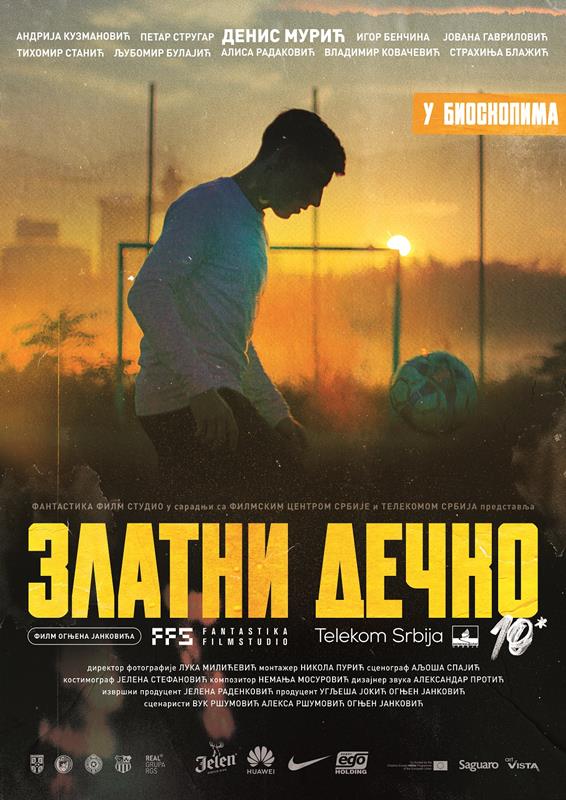 АНДРИЈА КУЗМАНОВИЋ ПЕТАР СТРУГАР ДЕНИС МУРИЋ ИГОР БЕНЧИНА ЈОВАНА ГАВРИЛОВИЋ
ТИХОМИР СТАНИЋ ЉУБОМИР БУЛАЈИЋ АЛИСА РАДАКОВИЋ ВЛАДИМИР КОВАЧЕВИЋ СТРАХИЊА БЛАЖИЋ
У БИОСКОПИМА
ФАНТАСТИКА ФИЛМ СТУДИО у сарадњи са ФИЛМСКИМ ЦЕНТРОМ СРБИЈЕ и ТЕЛЕКОМОМ СРБИЈА представља
ЗЛАТНИ ДЕЧКО
10*
ФИЛМ ОГЊЕНА ЈАНКОВИЋА
FFS FANTASTIKA
FILMSTUDIO
Telekom Srbija
директор фотографије ЛУКА МИЛИЋЕВИЋ монтажер НИКОЛА ПУРИЋ сценограф АЉОША СПАЈИЋ
костимограф ЈЕЛЕНА СТЕФАНОВИЋ композитор НЕМАЊА МОСУРОВИЋ дизајнер звука АЛЕКСАНДАР ПРОТИЋ
извршни продуцент ЈЕЛЕНА РАДЕНКОВИЋ продуцент УГЉЕША ЈОКИЋ ОГЊЕН ЈАНКОВИЋ
сценаристи ВУК РШУМОВИЋ АЛЕКСА РШУМОВИЋ ОГЊЕН ЈАНКОВИЋ
REAL®
GRUPA
RGS
Jelen
HUAWEI
ego
HOLDING
Saguaro
art VISTA